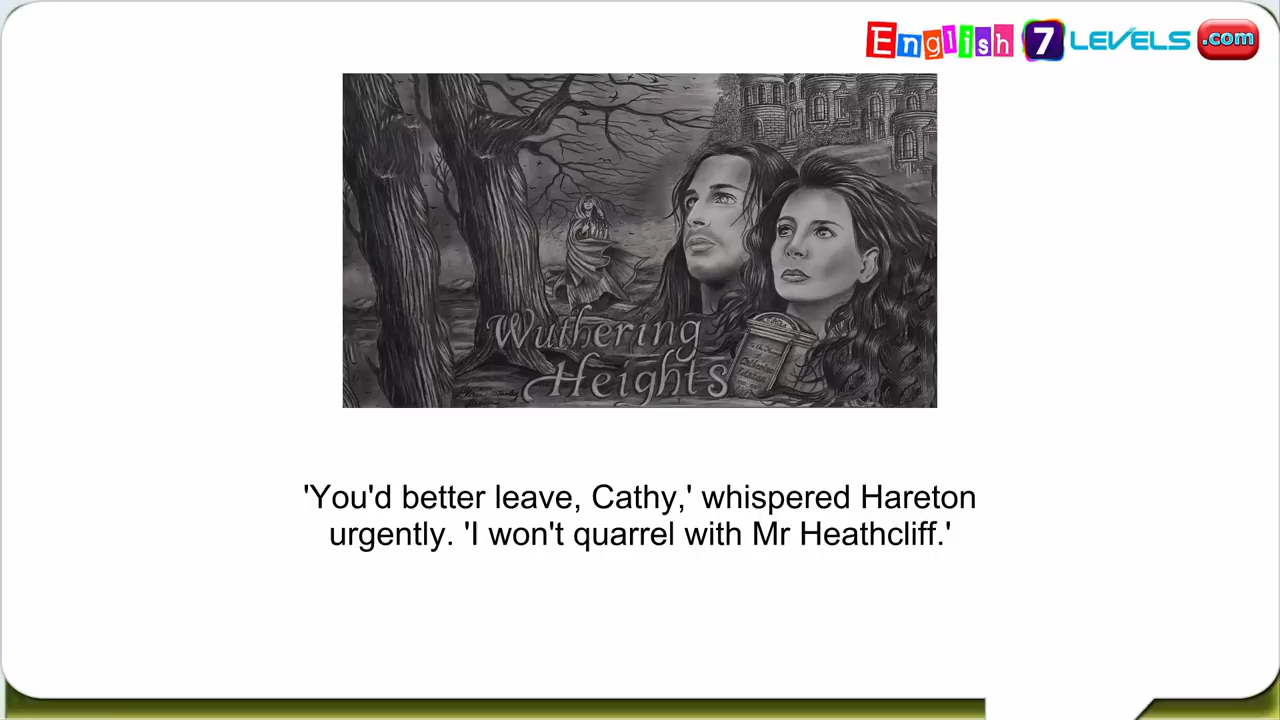 English 7 LEVELS .com
Wuthering
Heights
'You'd better leave, Cathy,' whispered Hareton
urgently. 'I won't quarrel with Mr Heathcliff.'